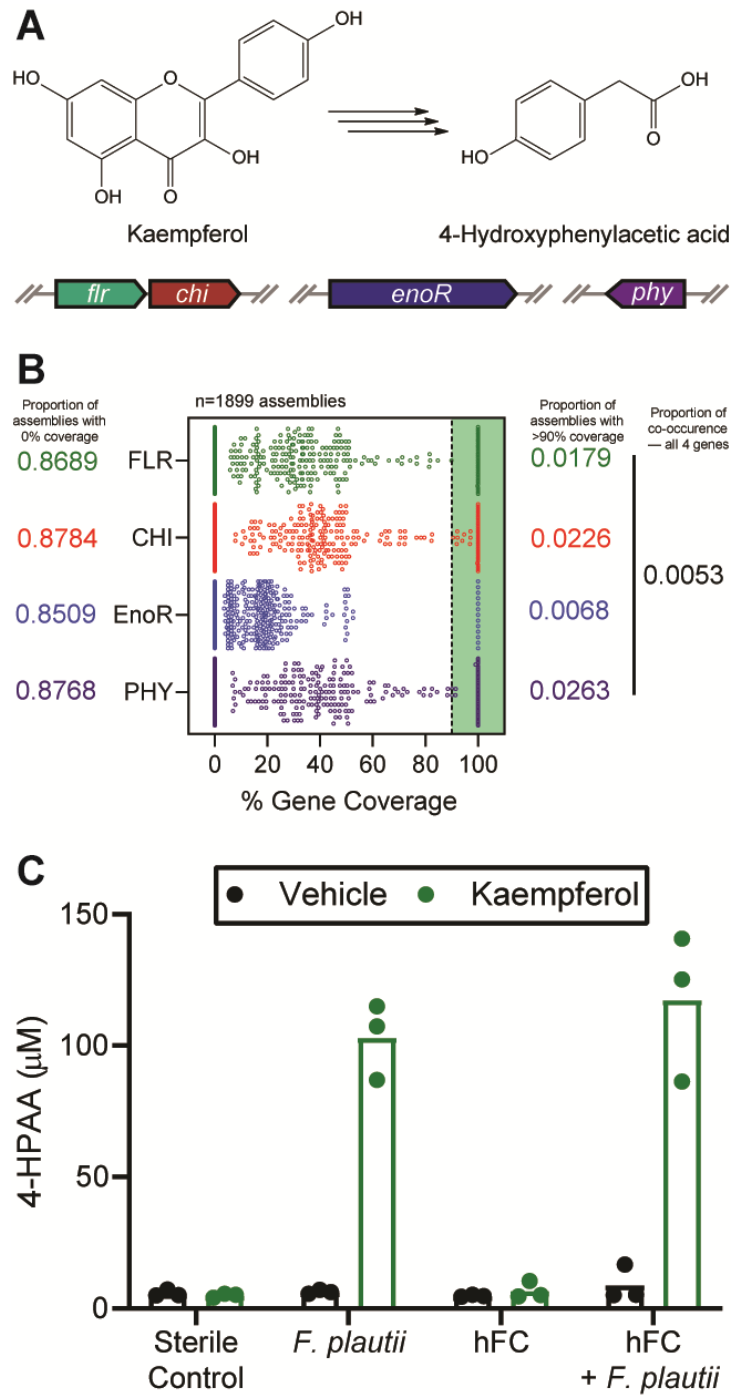 A
OH
HO
O
OH
OH
O
OH
O
HO
Kaempferol
4-Hydroxyphenylacetic acid
flr
chi
enoR
phy
B
Proportion of
assemblies with
0% coverage
n=1899 assemblies
Proportion of
assemblies with
>90% coverage
Proportion of
co-occurence
— all 4 genes
0.8689
FLR
0.0179
0.8784
CHI
0.0226
0.0053
0.8509
EnoR
0.0068
0.8768
PHY
0.0263
0 20 40 60 80 100
% Gene Coverage
C
Vehicle
Kaempferol
150
100
50
0
4-HPAA (μM)
Sterile
Control
F. plautii
hFC
hFC
+ F. plautii